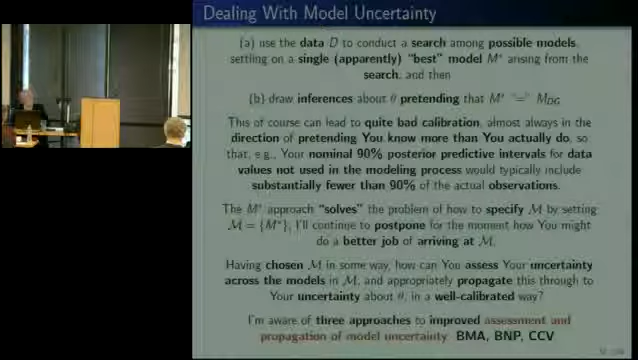 Dealing With Model Uncertainty
(a) use the data D to conduct a search among possible models,
settling on a single (apparently) "best" model M* arising from the
search, and then
(b) draw inferences about θ pretending that M* "=" M_DG.
This of course can lead to quite bad calibration, almost always in the
direction of pretending You know more than You actually do, so
that, e.g., Your nominal 90% posterior predictive intervals for data
values not used in the modeling process would typically include
substantially fewer than 90% of the actual observations.
The M* approach "solves" the problem of how to specify ℳ by setting
ℳ = {M*}; I'll continue to postpone for the moment how You might
do a better job of arriving at ℳ.
Having chosen ℳ in some way, how can You assess Your uncertainty
across the models in ℳ, and appropriately propagate this through to
Your uncertainty about θ, in a well-calibrated way?
I'm aware of three approaches to improved assessment and
propagation of model uncertainty: BMA, BNP, CCV